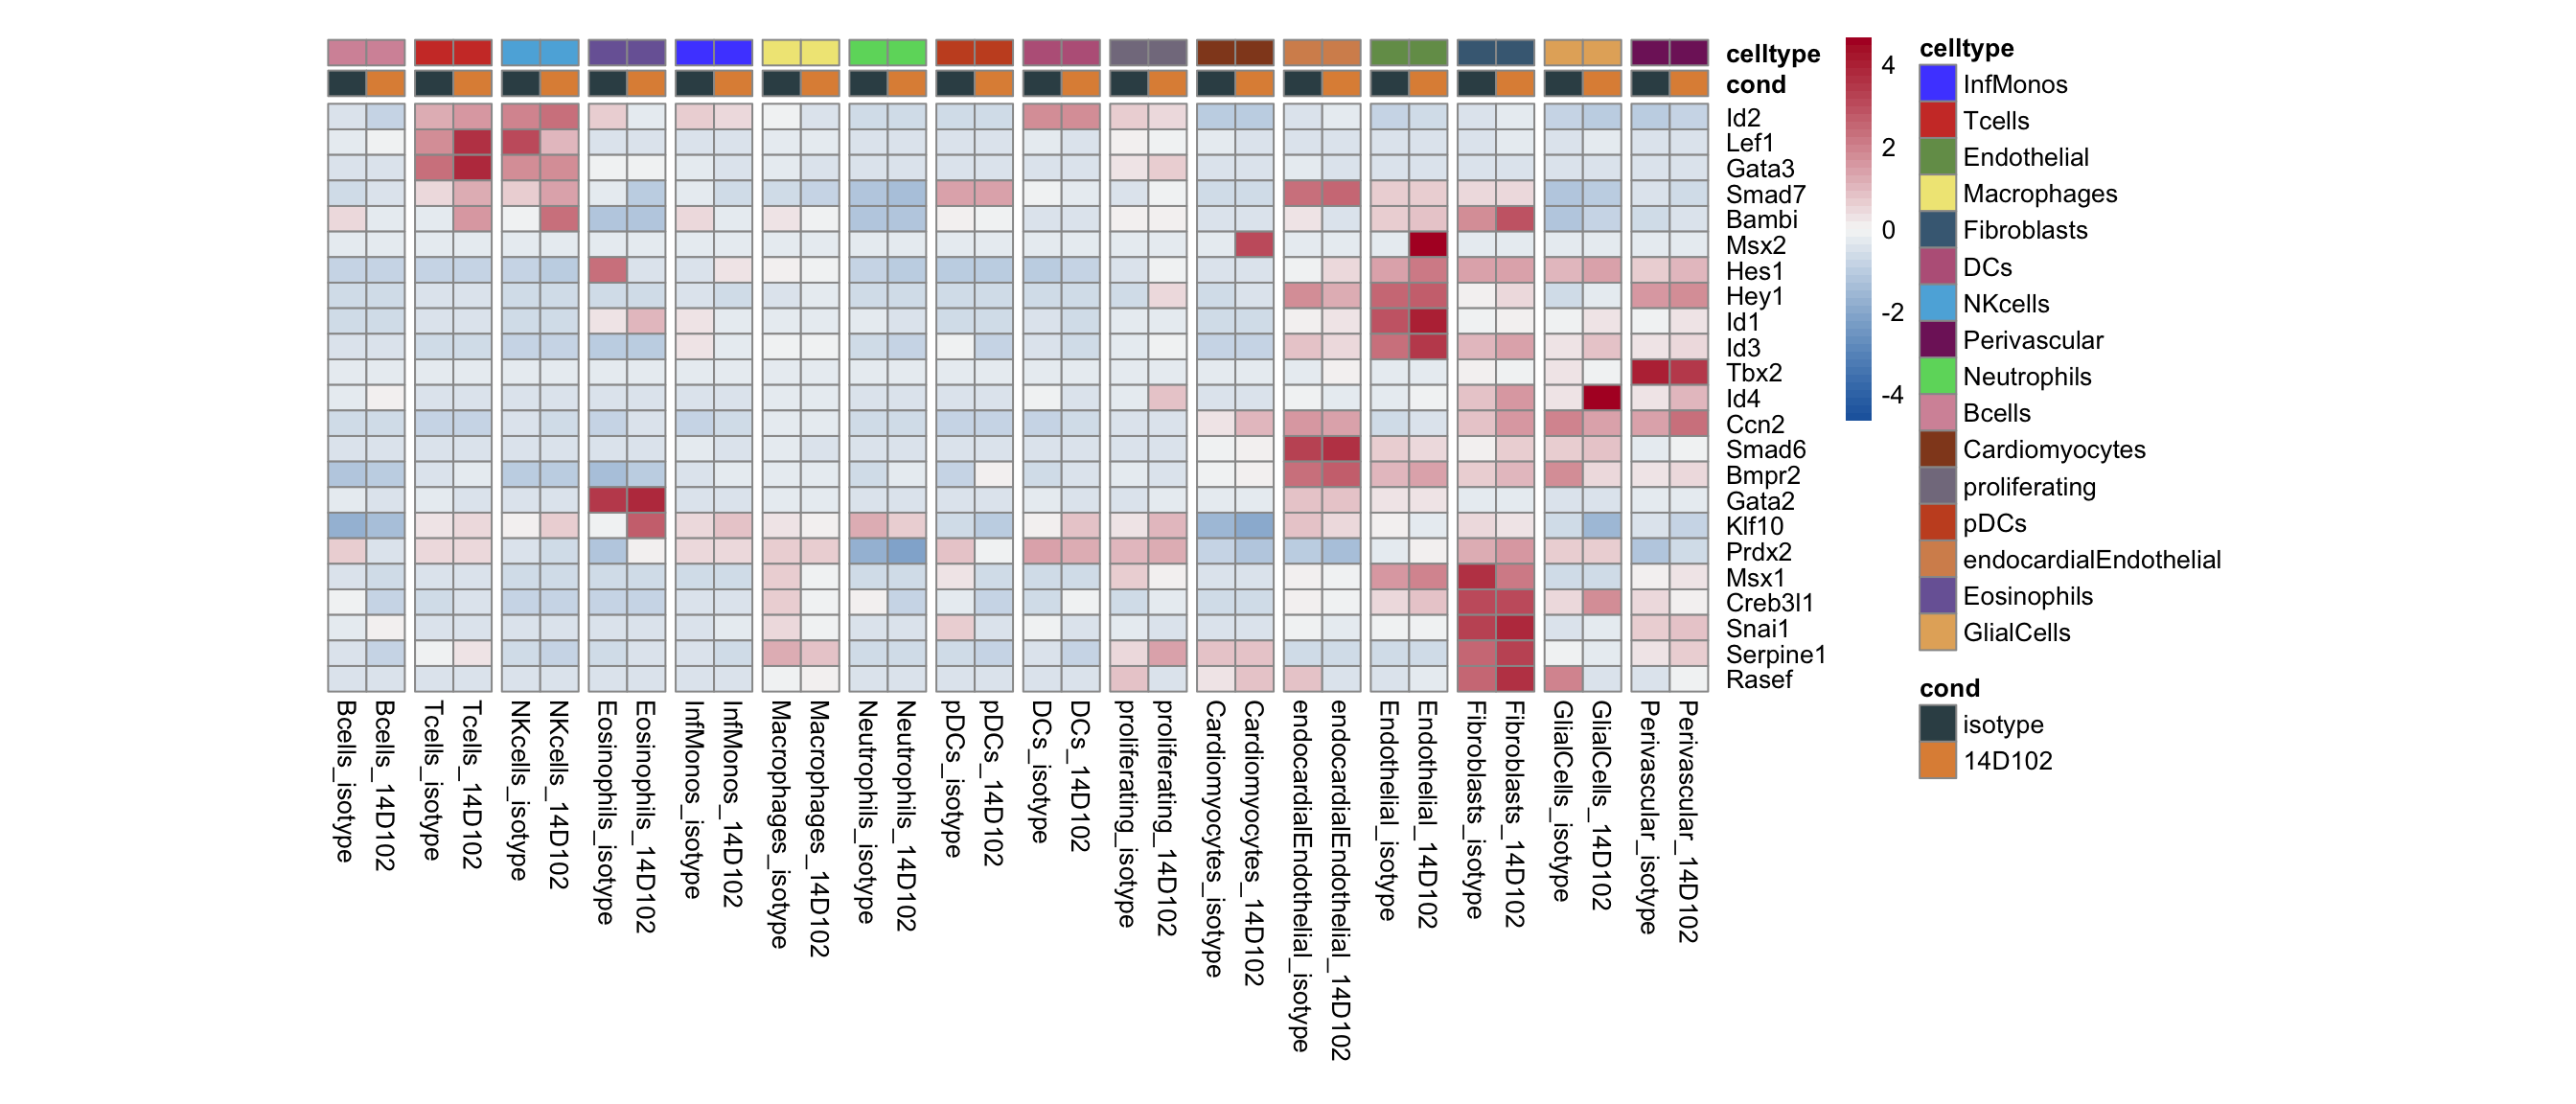 celltype
cond
Id2
Lef1
Gata3
Smad7
Bambi
Msx2
Hes1
Hey1
Id1
Id3
Tbx2
Id4
Ccn2
Smad6
Bmpr2
Gata2
Klf10
Prdx2
Msx1
Creb3l1
Snai1
Serpine1
Rasef
Bcells_isotype
Bcells_14D102
Tcells_isotype
Tcells_14D102
NKcells_isotype
NKcells_14D102
Eosinophils_isotype
Eosinophils_14D102
InfMonos_isotype
InfMonos_14D102
Macrophages_isotype
Macrophages_14D102
Neutrophils_isotype
Neutrophils_14D102
pDCs_isotype
pDCs_14D102
DCs_isotype
DCs_14D102
proliferating_isotype
proliferating_14D102
Cardiomyocytes_isotype
Cardiomyocytes_14D102
endocardialEndothelial_isotype
endocardialEndothelial_14D102
Endothelial_isotype
Endothelial_14D102
Fibroblasts_isotype
Fibroblasts_14D102
GlialCells_isotype
GlialCells_14D102
Perivascular_isotype
Perivascular_14D102
4
2
0
-2
-4
celltype
InfMonos
Tcells
Endothelial
Macrophages
Fibroblasts
DCs
NKcells
Perivascular
Neutrophils
Bcells
Cardiomyocytes
proliferating
pDCs
endocardialEndothelial
Eosinophils
GlialCells
cond
isotype
14D102